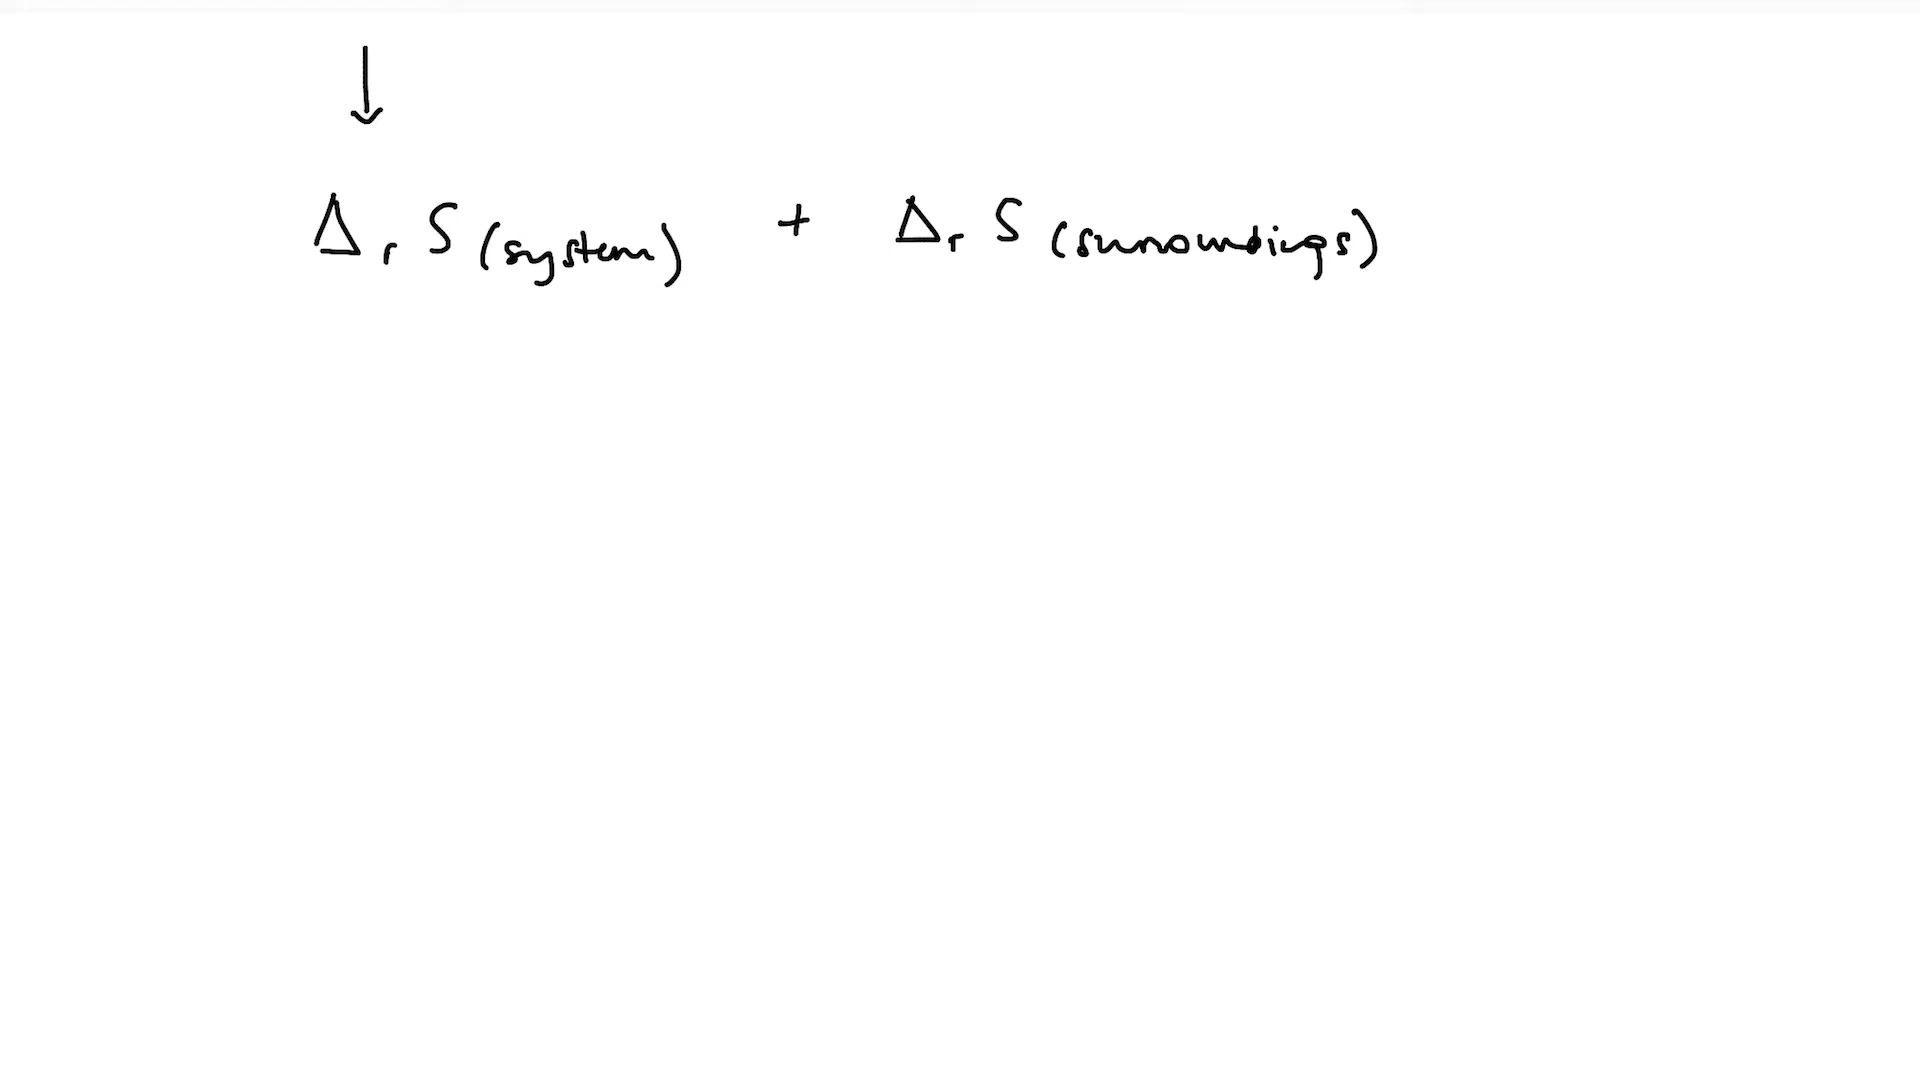 ↓
Δr S (system) + Δr S (surroundings)